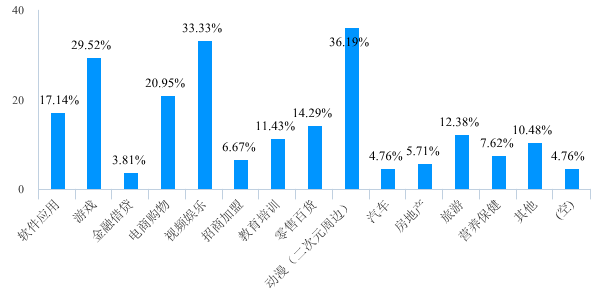 40
20
0
17.14%
29.52%
3.81%
20.95%
33.33%
6.67%
11.43%
14.29%
36.19%
4.76%
5.71%
12.38%
7.62%
10.48%
4.76%
软件应用
游戏
金融借贷
电商购物
视频娱乐
招商加盟
教育培训
零售百货
动漫（二次元周边）
汽车
房地产
旅游
营养保健
其他
(空)